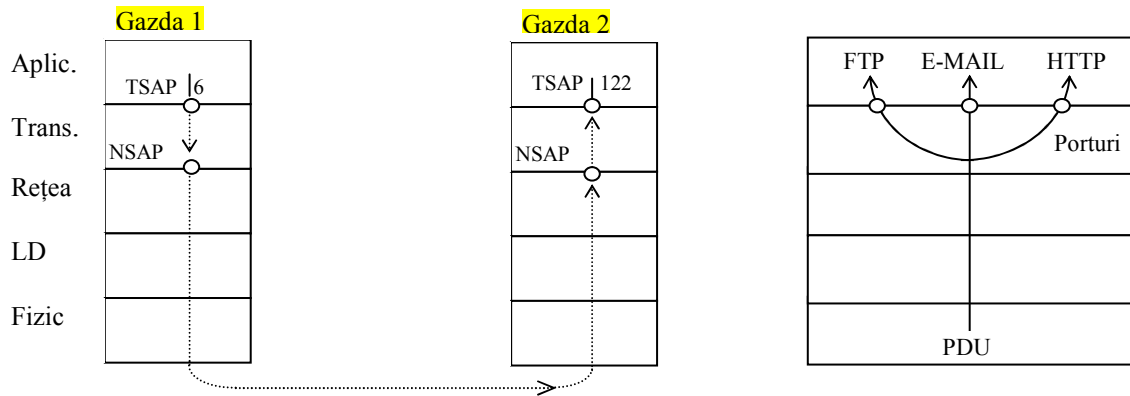 Gazda 1
Gazda 2
Aplic.
TSAP 6
TSAP 122
FTP E-MAIL HTTP
Trans.
NSAP
NSAP
Porturi
Rețea
LD
Fizic
PDU